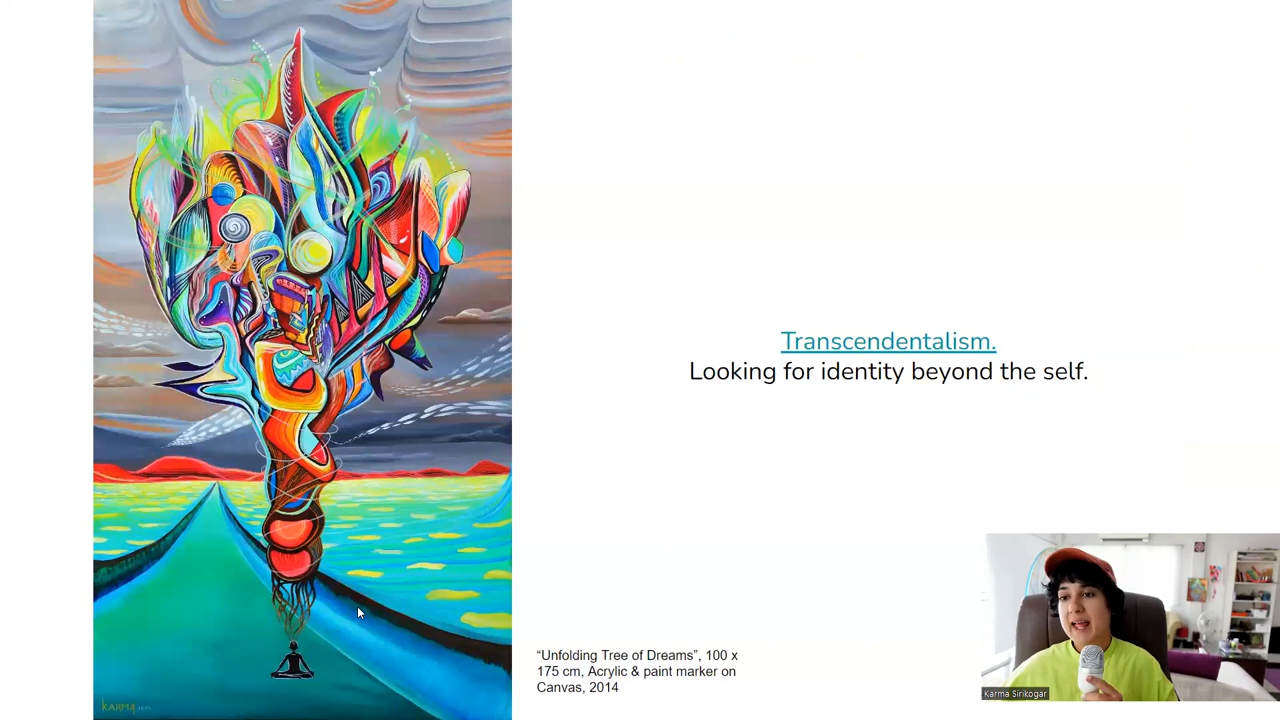 Transcendentalism.
Looking for identity beyond the self.
“Unfolding Tree of Dreams”, 100 x
175 cm, Acrylic & paint marker on
Canvas, 2014
KARMA
Karma Sirikogar